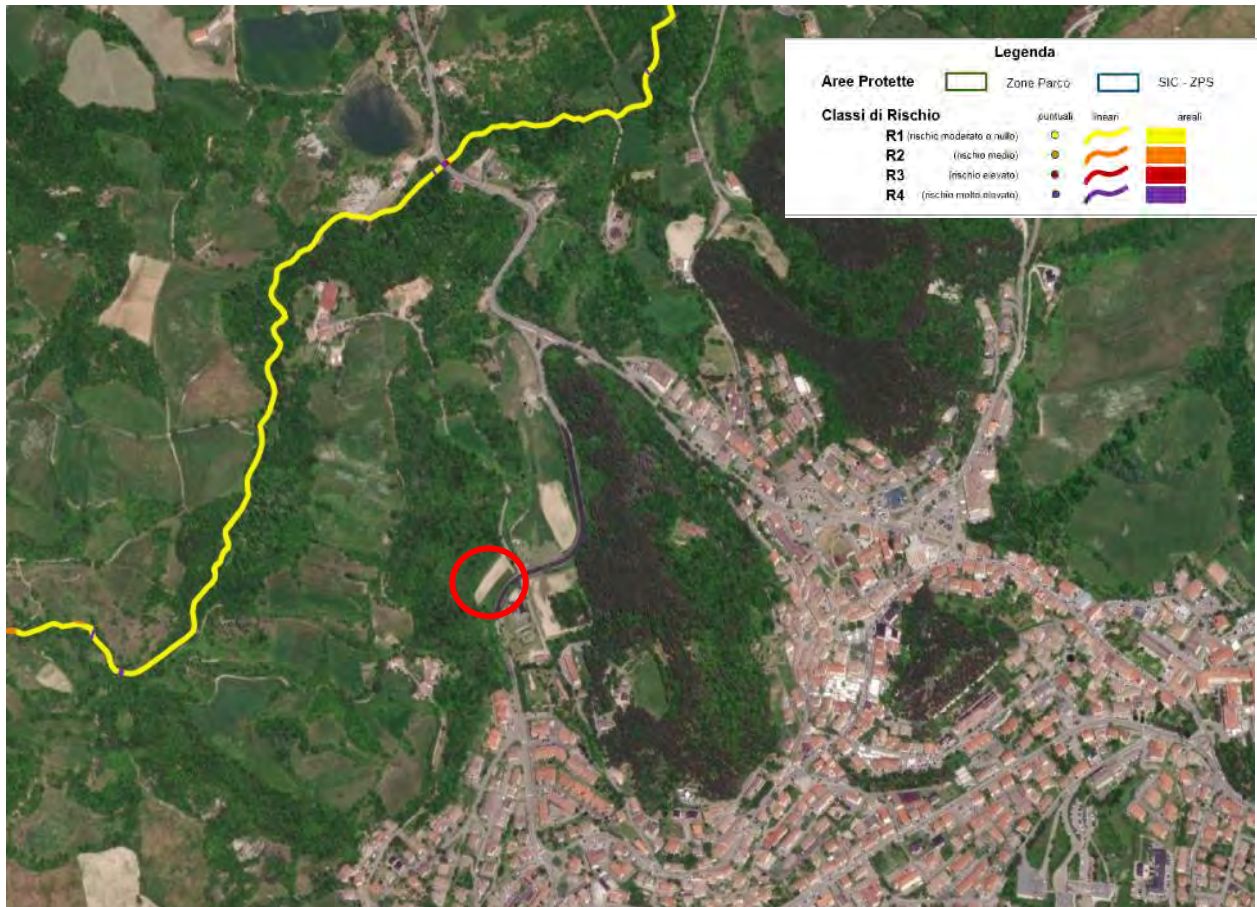 Legenda
Aree Protette Zone Parco SIC - ZPS
Classi di Rischio puntuali lineari areali
R1 (rischio moderato o nullo)
R2 (rischio medio)
R3 (rischio elevato)
R4 (rischio molto elevato)